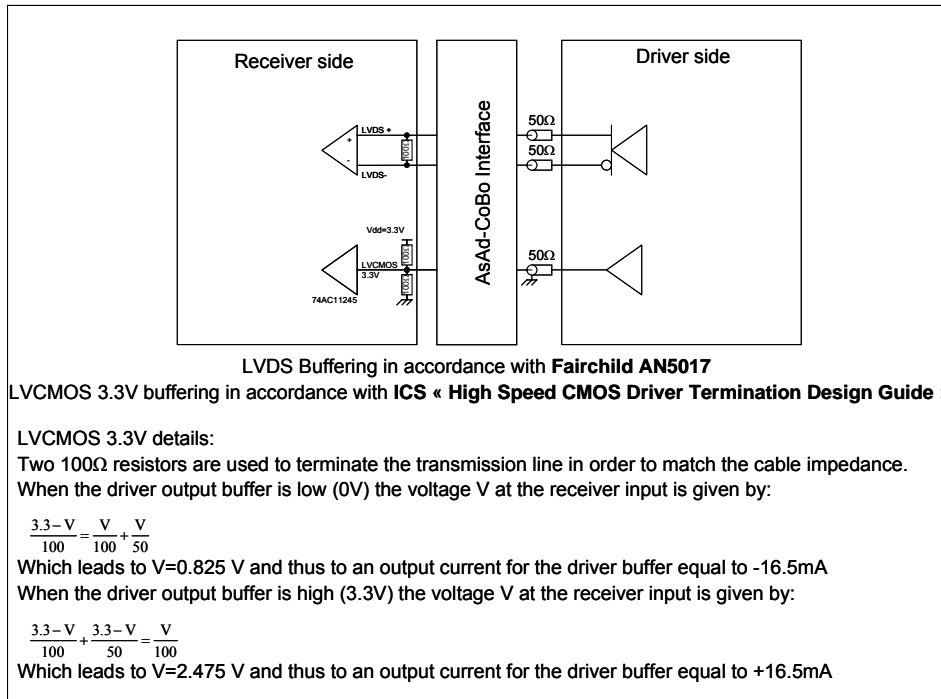 Receiver side
Driver side
LVDS +
LVDS-
+
-
100Ω
50Ω
50Ω
AsAd-CoBo Interface
Vdd=3.3V
100Ω
LVCMOS
3.3V
100Ω
50Ω
74AC11245
LVDS Buffering in accordance with Fairchild AN5017
LVCMOS 3.3V buffering in accordance with ICS « High Speed CMOS Driver Termination Design Guide »
LVCMOS 3.3V details:
Two 100Ω resistors are used to terminate the transmission line in order to match the cable impedance.
When the driver output buffer is low (0V) the voltage V at the receiver input is given by:
3.3−V/100 = V/100 + V/50
Which leads to V=0.825 V and thus to an output current for the driver buffer equal to -16.5mA
When the driver output buffer is high (3.3V) the voltage V at the receiver input is given by:
3.3−V/100 + 3.3−V/50 = V/100
Which leads to V=2.475 V and thus to an output current for the driver buffer equal to +16.5mA